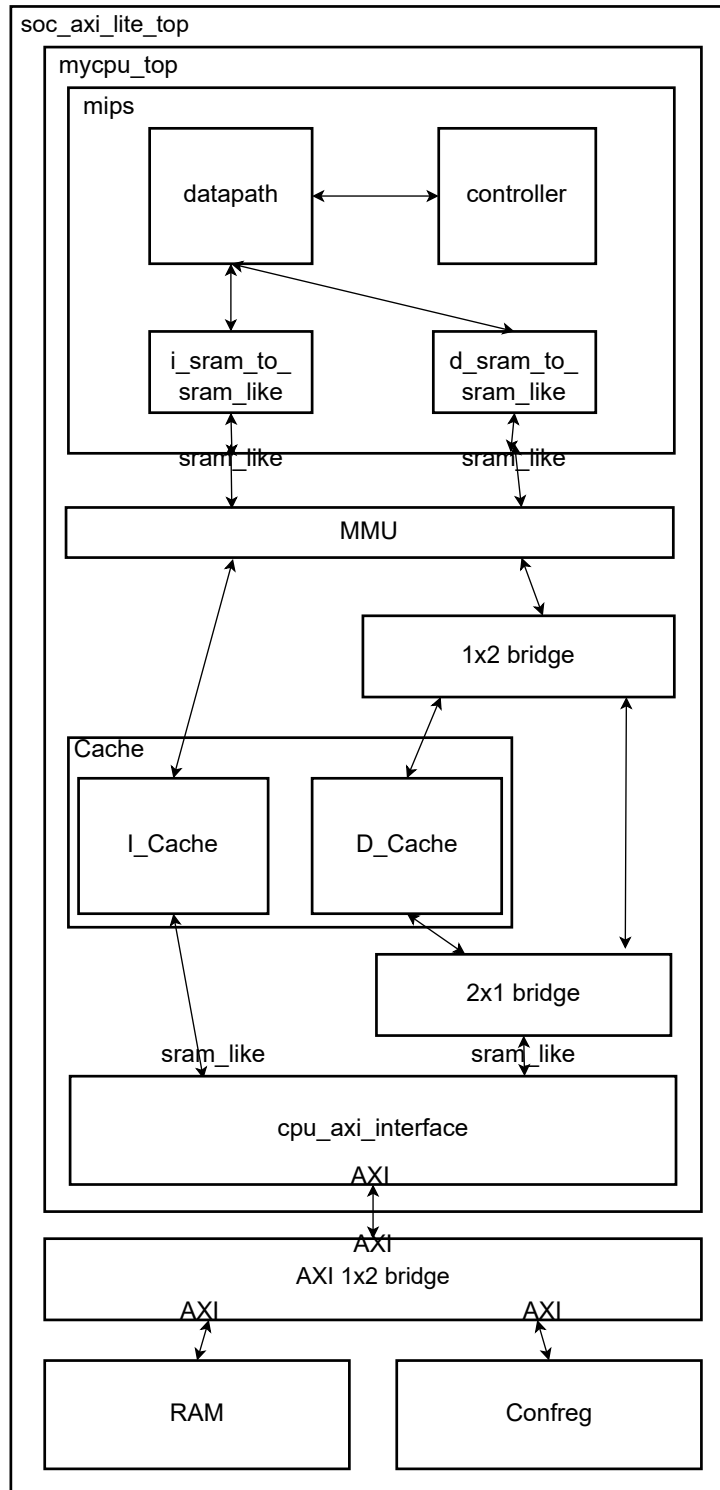 soc_axi_lite_top
mycpu_top
mips
datapath
controller
i_sram_to_
sram_like
d_sram_to_
sram_like
sram_like
sram_like
MMU
1x2 bridge
Cache
I_Cache
D_Cache
2x1 bridge
sram_like
sram_like
cpu_axi_interface
AXI
AXI
AXI 1x2 bridge
AXI
AXI
RAM
Confreg